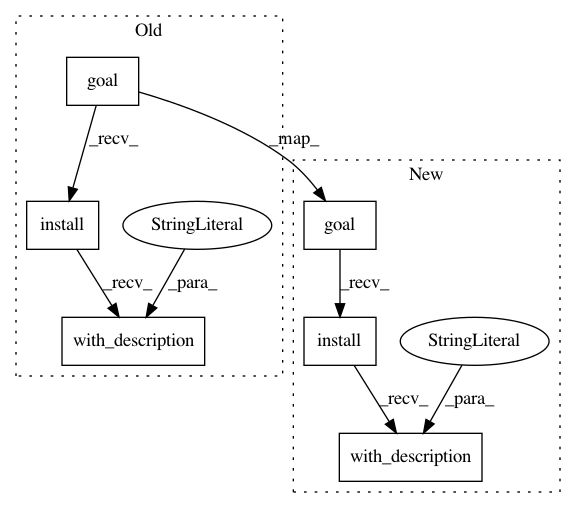 Old
goal
_recv_
_map_
New
install
StringLiteral
goal
_recv_
_para_
_recv_
with_description
install
StringLiteral
_recv_
_para_
with_description